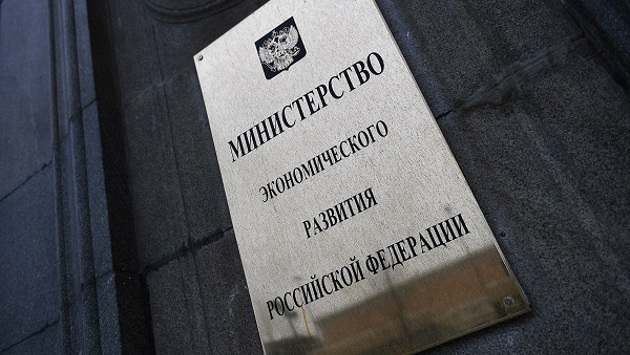 МИНИСТЕРСТВО
ЭКОНОМИЧЕСКОГО
РАЗВИТИЯ
РОССИЙСКОЙ ФЕДЕРАЦИИ